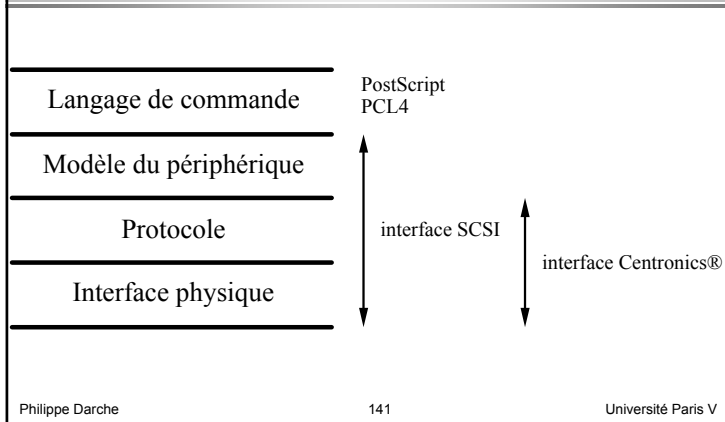 Langage de commande
PostScript
PCL4
Modèle du périphérique
Protocole
interface SCSI
interface Centronics®
Interface physique
Philippe Darche 141 Université Paris V